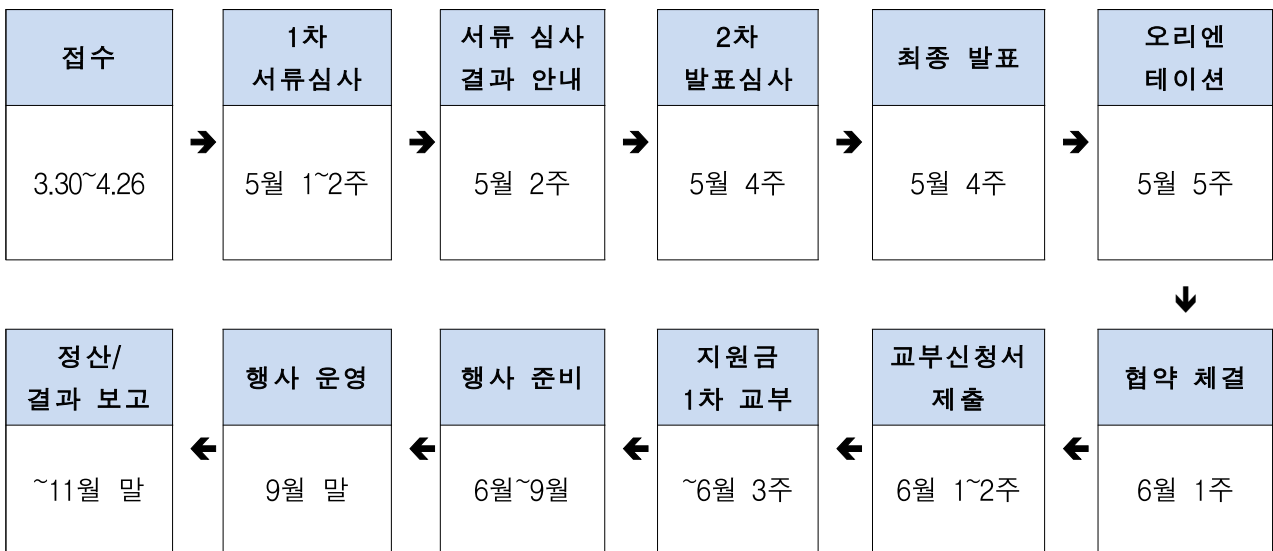 접수
3.30~4.26
➔
1차
서류심사
5월 1~2주
➔
서류 심사
결과 안내
5월 2주
➔
2차
발표심사
5월 4주
➔
최종 발표
5월 4주
➔
오리엔
테이션
5월 5주
협약 체결
6월 1주
교부신청서
제출
6월 1~2주
지원금
1차 교부
~6월 3주
행사 준비
6월~9월
행사 운영
9월 말
정산/
결과 보고
~11월 말